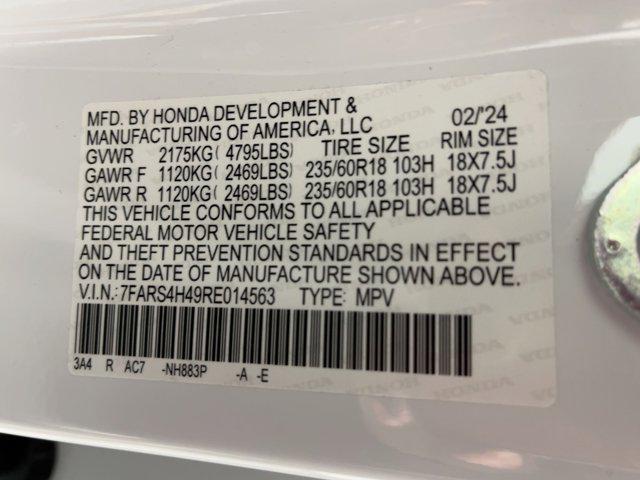 MFD. BY HONDA DEVELOPMENT & 02/'24
MANUFACTURING OF AMERICA, LLC
GVWR 2175KG( 4795LBS) TIRE SIZE RIM SIZE
GAWR F 1120KG( 2469LBS) 235/60R18 103H 18X7.5J
GAWR R 1120KG( 2469LBS) 235/60R18 103H 18X7.5J
THIS VEHICLE CONFORMS TO ALL APPLICABLE
FEDERAL MOTOR VEHICLE SAFETY
AND THEFT PREVENTION STANDARDS IN EFFECT
ON THE DATE OF MANUFACTURE SHOWN ABOVE.
V.I.N.:7FARS4H49RE014563 TYPE: MPV
3A4 R AC7 -NH883P -A -E